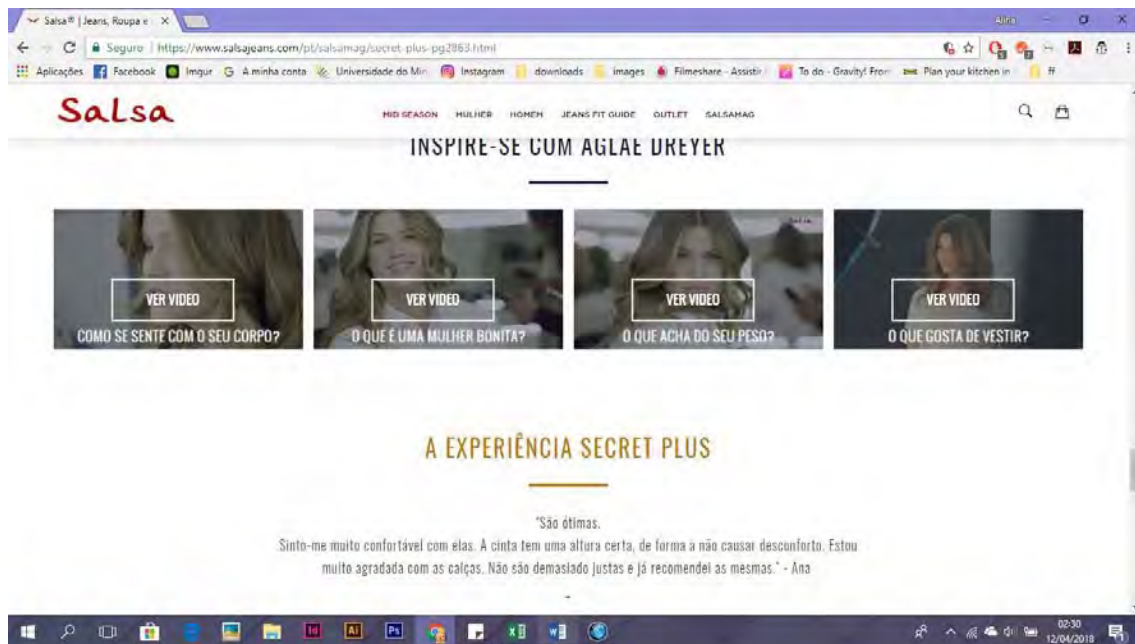 Salsa® | Jeans, Roupa e
Alina
Seguro | https://www.salsajeans.com/pt/salsamag/secret-plus-pg2863.html
Aplicações Facebook Imgur A minha conta Universidade do Min Instagram downloads images Filmeshare - Assistir To do - Gravity! From Plan your kitchen in ff
Salsa
MID SEASON MULHER HOMEM JEANS FIT GUIDE OUTLET SALSAMAG
INSPIRE-SE COM AGLAE DREYER
VER VIDEO
COMO SE SENTE COM O SEU CORPO?
VER VIDEO
O QUE É UMA MULHER BONITA?
Salsa
VER VIDEO
O QUE ACHA DO SEU PESO?
VER VIDEO
O QUE GOSTA DE VESTIR?
A EXPERIÊNCIA SECRET PLUS
"São ótimas.
Sinto-me muito confortável com elas. A cinta tem uma altura certa, de forma a não causar desconforto. Estou
muito agradada com as calças. Não são demasiado justas e já recomendei as mesmas." - Ana
-
Id Ai Ps
02:30
12/04/2018